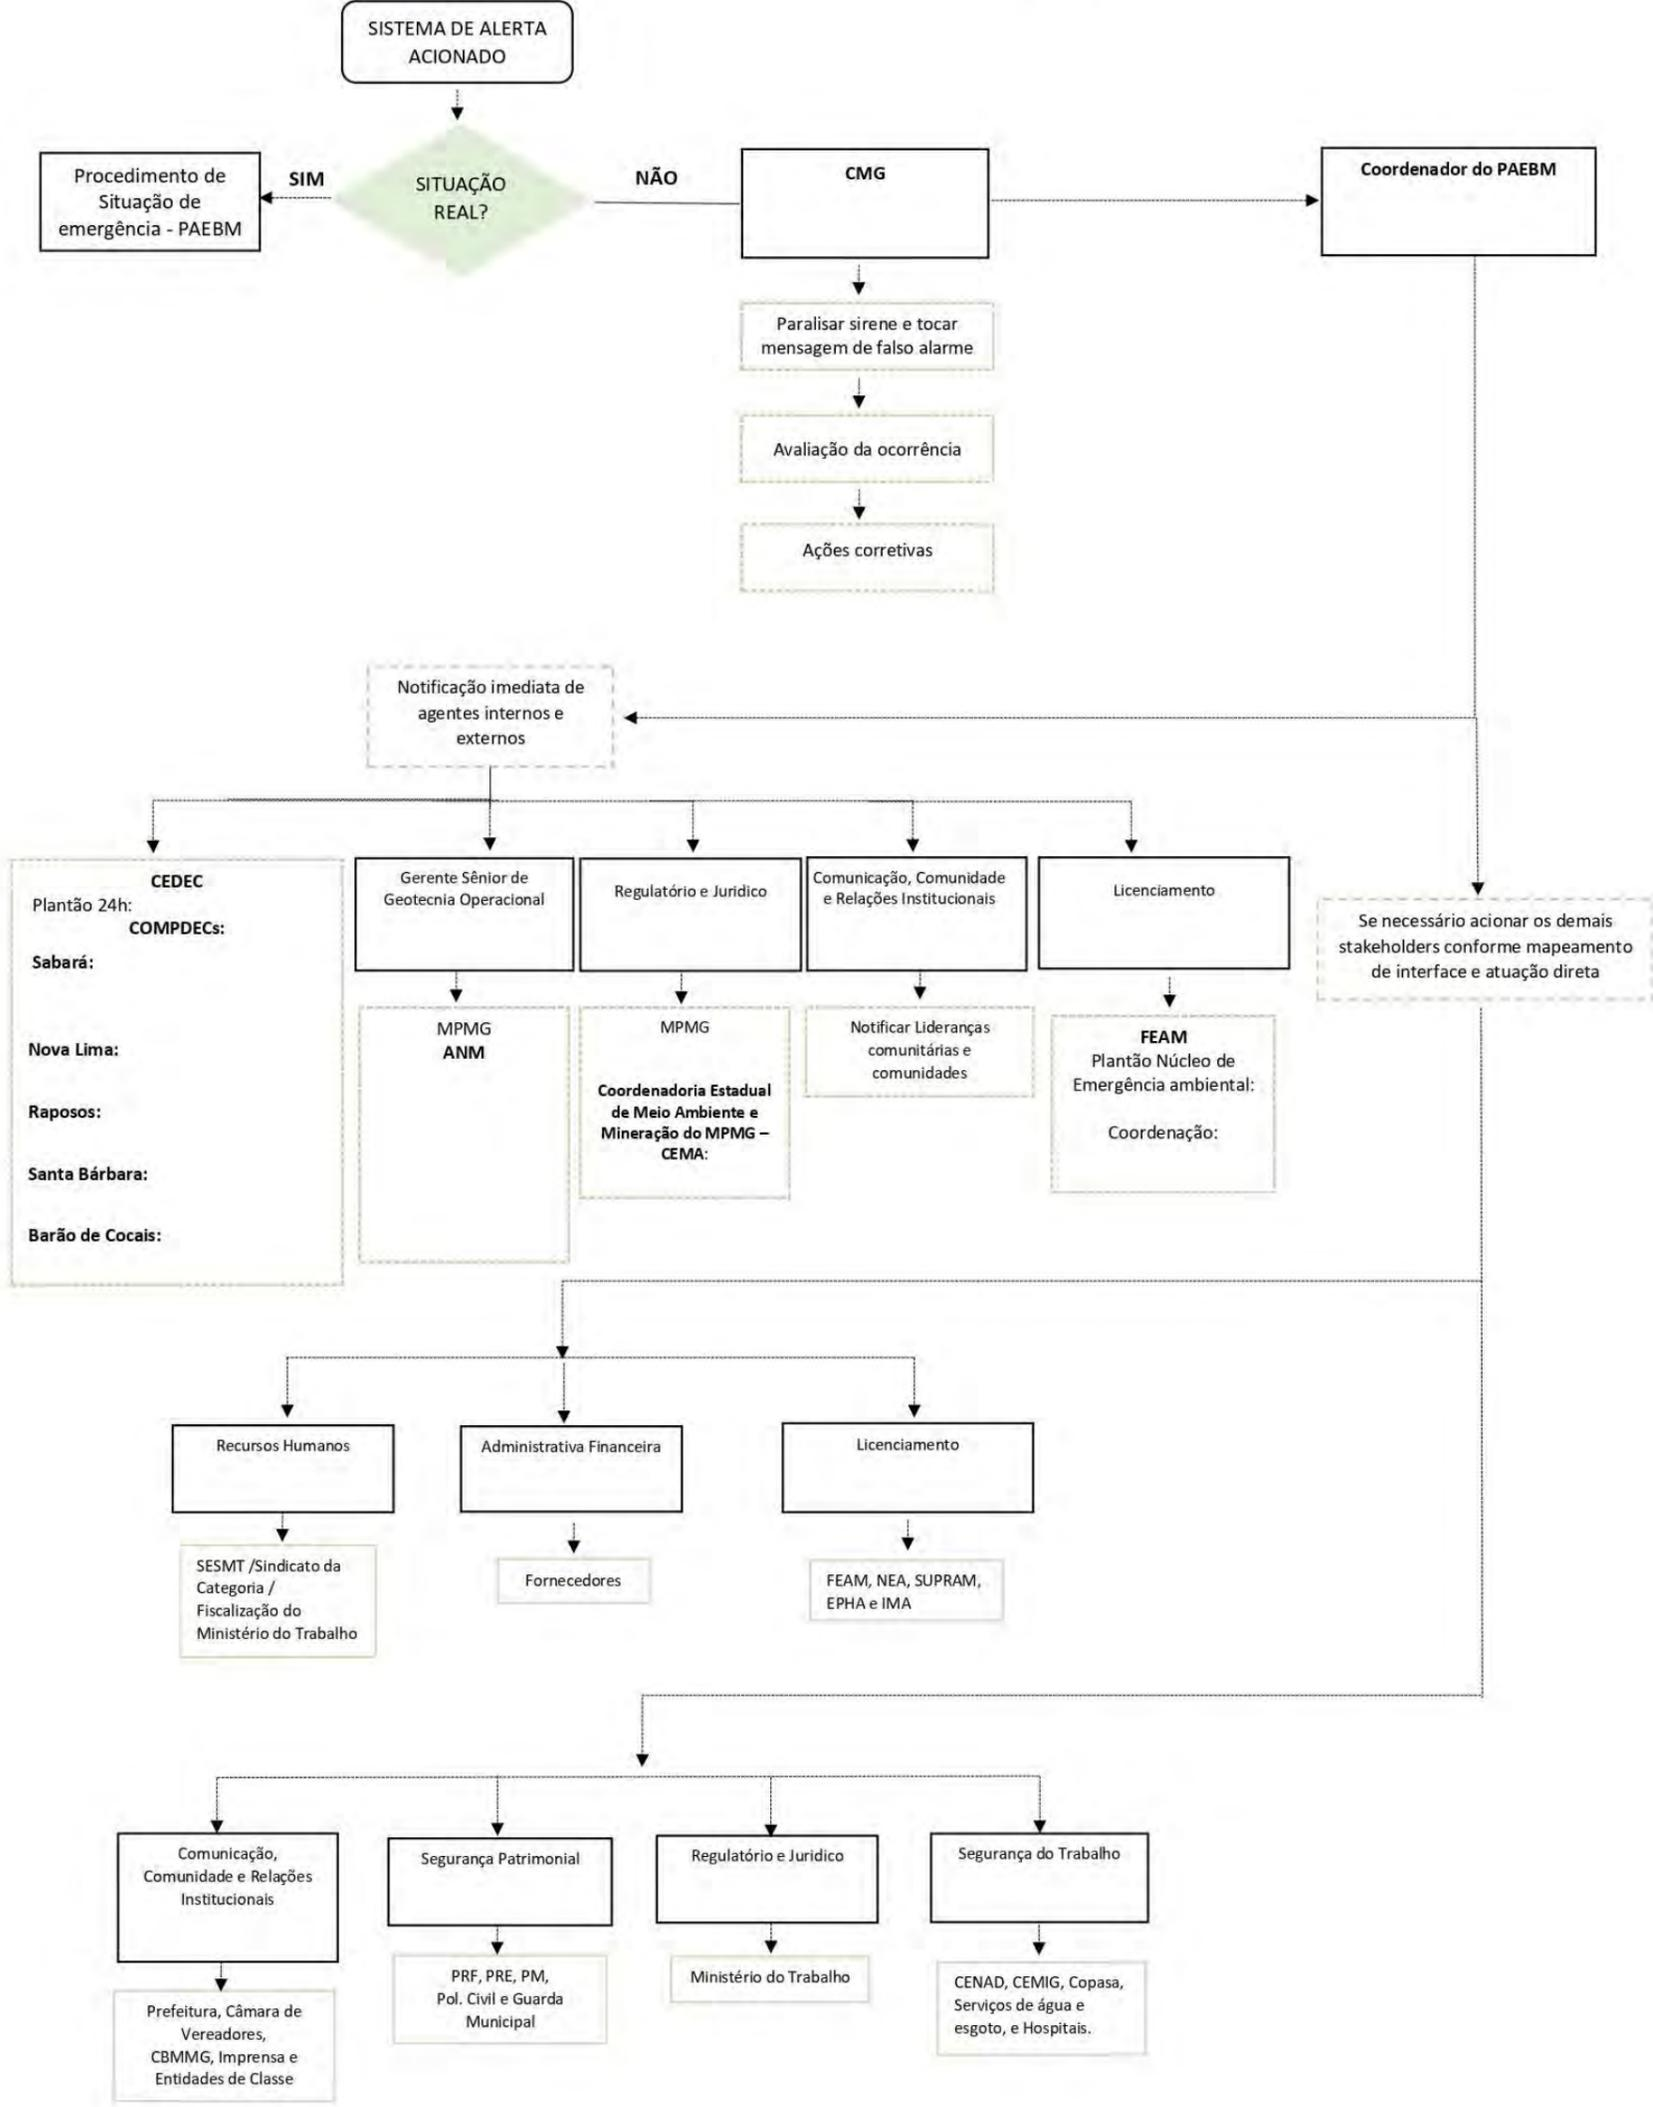 SISTEMA DE ALERTA
ACIONADO
Procedimento de
Situação de
emergência - PAEBM
SIM
SITUAÇÃO
REAL?
NÃO
CMG
Coordenador do PAEBM
Paralisar sirene e tocar
mensagem de falso alarme
Avaliação da ocorrência
Ações corretivas
Notificação imediata de
agentes internos e
externos
CEDEC
Plantão 24h:
COMPDECs:
Sabará:
Nova Lima:
Raposos:
Santa Bárbara:
Barão de Cocais:
Gerente Sênior de
Geotecnia Operacional
MPMG
ANM
Regulatório e Juridico
MPMG
Coordenadoria Estadual
de Meio Ambiente e
Mineração do MPMG –
CEMA:
Comunicação, Comunidade
e Relações Institucionais
Notificar Lideranças
comunitárias e
comunidades
Licenciamento
FEAM
Plantão Núcleo de
Emergência ambiental:
Coordenação:
Se necessário acionar os demais
stakeholders conforme mapeamento
de interface e atuação direta
Recursos Humanos
SESMT /Sindicato da
Categoria /
Fiscalização do
Ministério do Trabalho
Administrativa Financeira
Fornecedores
Licenciamento
FEAM, NEA, SUPRAM,
EPHA e IMA
Comunicação,
Comunidade e Relações
Institucionais
Prefeitura, Câmara de
Vereadores,
CBMMG, Imprensa e
Entidades de Classe
Segurança Patrimonial
PRF, PRE, PM,
Pol. Civil e Guarda
Municipal
Regulatório e Juridico
Ministério do Trabalho
Segurança do Trabalho
CENAD, CEMIG, Copasa,
Serviços de água e
esgoto, e Hospitais.